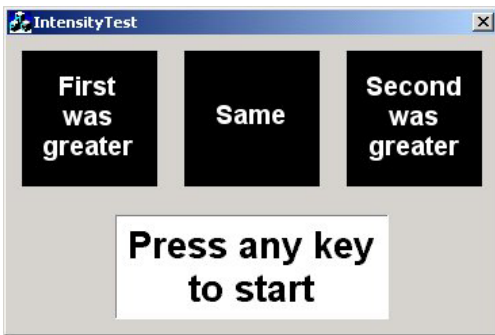 IntensityTest
First
was
greater
Same
Second
was
greater
Press any key
to start